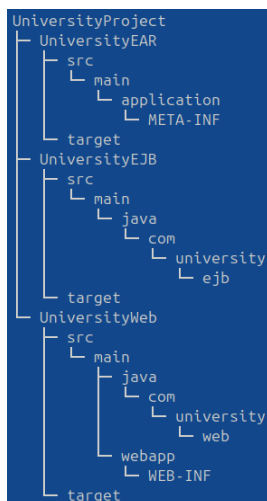 UniversityProject
UniversityEAR
src
main
application
META-INF
target
UniversityEJB
src
main
java
com
university
ejb
target
UniversityWeb
src
main
java
com
university
web
webapp
WEB-INF
target